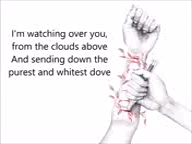 I'm watching over you,
from the clouds above
And sending down the
purest and whitest dove